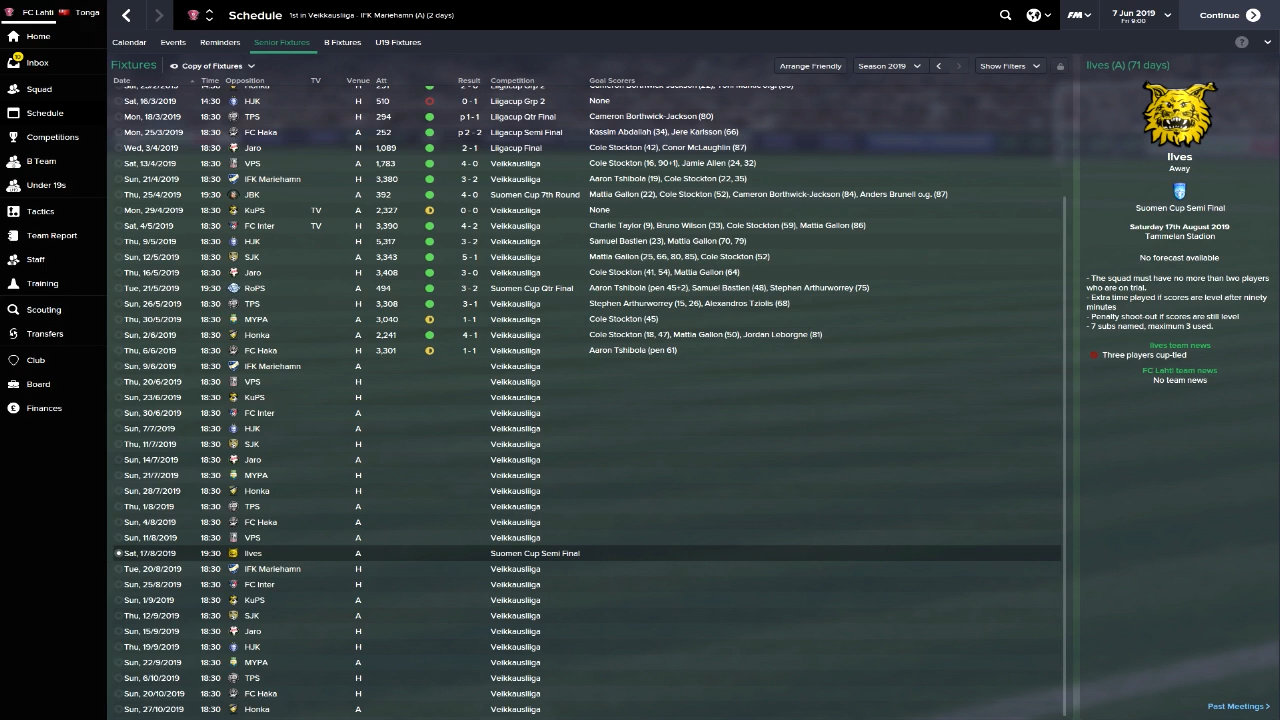 FC Lahti Tonga Schedule 1st in Veikkausliiga - IFK Mariehamn (A) (2 days) FM 7 Jun 2019 Fri 9:00 Continue
Home
Inbox
10
Squad
Schedule
Competitions
B Team
Under 19s
Tactics
Team Report
Staff
Training
Scouting
Transfers
Club
Board
Finances
Calendar Events Reminders Senior Fixtures B Fixtures U19 Fixtures
Fixtures Copy of Fixtures Arrange Friendly Season 2019 Show Filters
Date Time Opposition TV Venue Att Result Competition Goal Scorers
Sat, 16/3/2019 14:30 HJK H 510 0 - 1 Liigacup Grp 2 None
Mon, 18/3/2019 18:30 TPS H 294 p 1 - 1 Liigacup Qtr Final Cameron Borthwick-Jackson (80)
Mon, 25/3/2019 18:30 FC Haka A 252 p 2 - 2 Liigacup Semi Final Kassim Abdallah (34), Jere Karlsson (66)
Wed, 3/4/2019 18:30 Jaro N 1,089 2 - 1 Liigacup Final Cole Stockton (42), Conor McLaughlin (87)
Sat, 13/4/2019 18:30 VPS A 1,783 4 - 0 Veikkausliiga Cole Stockton (16, 90+1), Jamie Allen (24, 32)
Sun, 21/4/2019 18:30 IFK Mariehamn H 3,380 3 - 2 Veikkausliiga Aaron Tshibola (19), Cole Stockton (22, 35)
Thu, 25/4/2019 19:30 JBK A 392 4 - 0 Suomen Cup 7th Round Mattia Gallon (22), Cole Stockton (52), Cameron Borthwick-Jackson (84), Anders Brunell o.g.(87)
Mon, 29/4/2019 18:30 KuPS TV A 2,327 0 - 0 Veikkausliiga None
Sat, 4/5/2019 18:30 FC Inter TV H 3,390 4 - 2 Veikkausliiga Charlie Taylor (9), Bruno Wilson (33), Cole Stockton (59), Mattia Gallon (86)
Thu, 9/5/2019 18:30 HJK H 5,317 3 - 2 Veikkausliiga Samuel Bastien (23), Mattia Gallon (70, 79)
Sun, 12/5/2019 18:30 SJK A 3,343 5 - 1 Veikkausliiga Mattia Gallon (25, 66, 80, 85), Cole Stockton (52)
Thu, 16/5/2019 18:30 Jaro H 3,408 3 - 0 Veikkausliiga Cole Stockton (41, 54), Mattia Gallon (64)
Tue, 21/5/2019 19:30 RoPS A 494 3 - 2 Suomen Cup Qtr Final Aaron Tshibola (pen 45+2), Samuel Bastien (48), Stephen Arthurworrey (75)
Sun, 26/5/2019 18:30 TPS H 3,308 3 - 1 Veikkausliiga Stephen Arthurworrey (15, 26), Alexandros Tziolis (68)
Thu, 30/5/2019 18:30 MYPA A 3,040 1 - 1 Veikkausliiga Cole Stockton (45)
Sun, 2/6/2019 18:30 Honka A 2,241 4 - 1 Veikkausliiga Cole Stockton (18, 47), Mattia Gallon (50), Jordan Leborgne (81)
Thu, 6/6/2019 18:30 FC Haka H 3,301 1 - 1 Veikkausliiga Aaron Tshibola (pen 61)
Sun, 9/6/2019 18:30 IFK Mariehamn A Veikkausliiga
Thu, 20/6/2019 18:30 VPS H Veikkausliiga
Sun, 23/6/2019 18:30 KuPS H Veikkausliiga
Sun, 30/6/2019 18:30 FC Inter A Veikkausliiga
Sun, 7/7/2019 18:30 HJK A Veikkausliiga
Thu, 11/7/2019 18:30 SJK H Veikkausliiga
Sun, 14/7/2019 18:30 Jaro A Veikkausliiga
Sun, 21/7/2019 18:30 MYPA H Veikkausliiga
Sun, 28/7/2019 18:30 Honka H Veikkausliiga
Thu, 1/8/2019 18:30 TPS A Veikkausliiga
Sun, 4/8/2019 18:30 FC Haka A Veikkausliiga
Sun, 11/8/2019 18:30 VPS A Veikkausliiga
Sat, 17/8/2019 19:30 Ilves A Suomen Cup Semi Final
Tue, 20/8/2019 18:30 IFK Mariehamn H Veikkausliiga
Sun, 25/8/2019 18:30 FC Inter H Veikkausliiga
Sun, 1/9/2019 18:30 KuPS A Veikkausliiga
Thu, 12/9/2019 18:30 SJK A Veikkausliiga
Sun, 15/9/2019 18:30 Jaro H Veikkausliiga
Thu, 19/9/2019 18:30 HJK H Veikkausliiga
Sun, 22/9/2019 18:30 MYPA A Veikkausliiga
Sun, 6/10/2019 18:30 TPS H Veikkausliiga
Sun, 20/10/2019 18:30 FC Haka H Veikkausliiga
Sun, 27/10/2019 18:30 Honka A Veikkausliiga
Ilves (A) (71 days)
Ilves
Away
Suomen Cup Semi Final
Saturday 17th August 2019
Tammelan Stadion
No forecast available
- The squad must have no more than two players
who are on trial.
- Extra time played if scores are level after ninety
minutes
- Penalty shoot-out if scores are still level
- 7 subs named, maximum 3 used.
Ilves team news
Three players cup-tied
FC Lahti team news
No team news
Past Meetings >